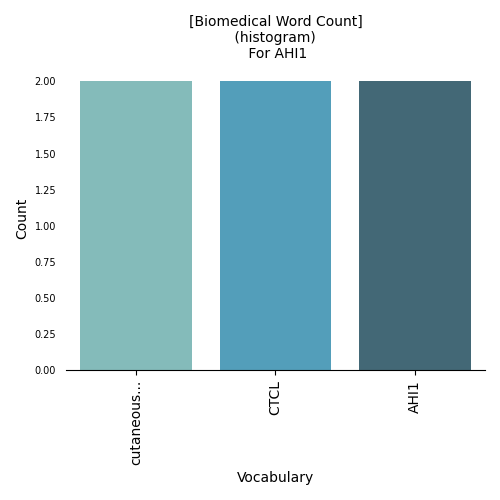 [Biomedical Word Count]
(histogram)
For AHI1
2.00
1.75
1.50
1.25
1.00
0.75
0.50
0.25
0.00
Count
cutaneous...
CTCL
AHI1
Vocabulary